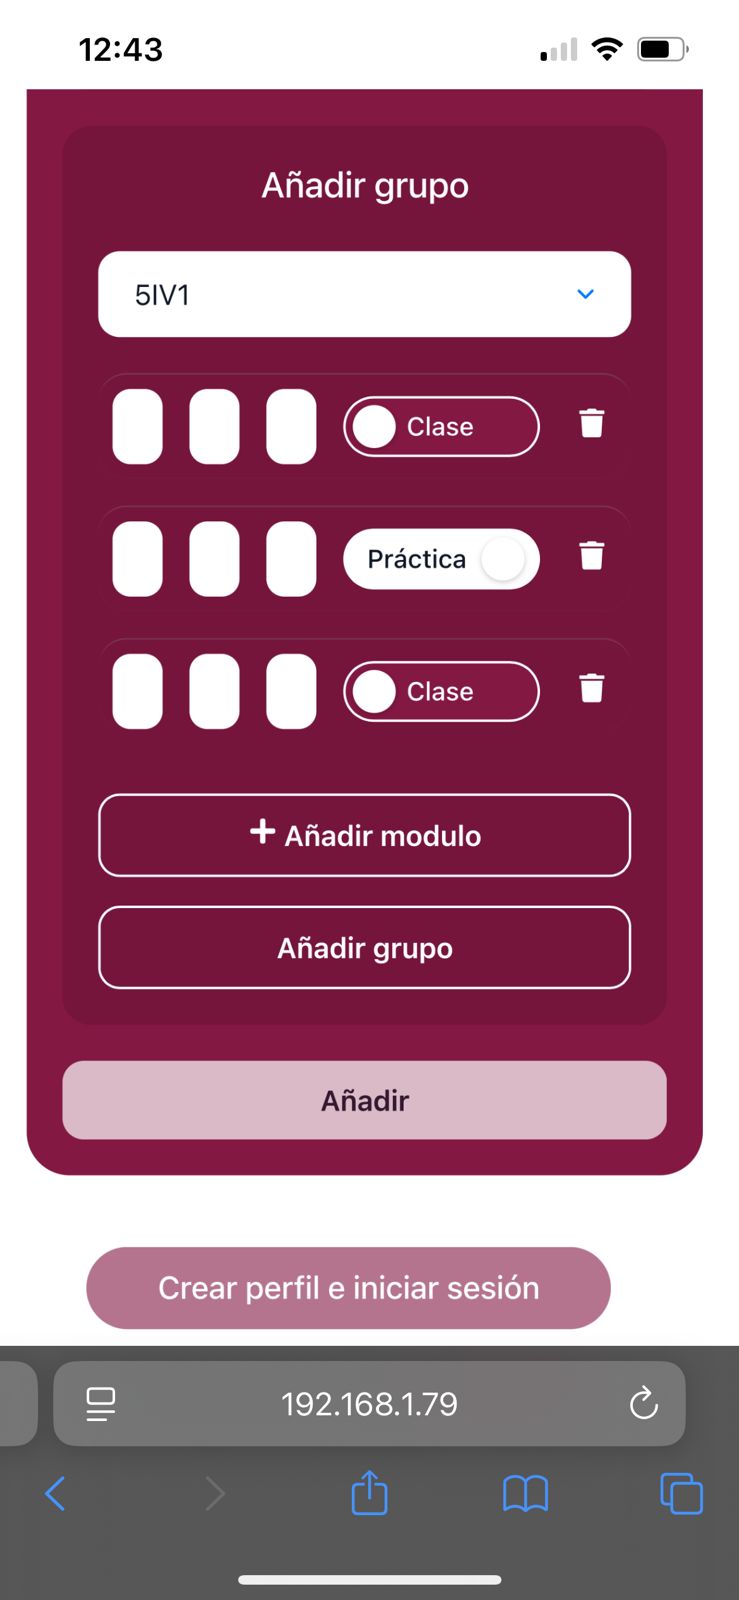 12:43
Añadir grupo
5IV1
Clase
Práctica
Clase
+ Añadir modulo
Añadir grupo
Añadir
Crear perfil e iniciar sesión
192.168.1.79